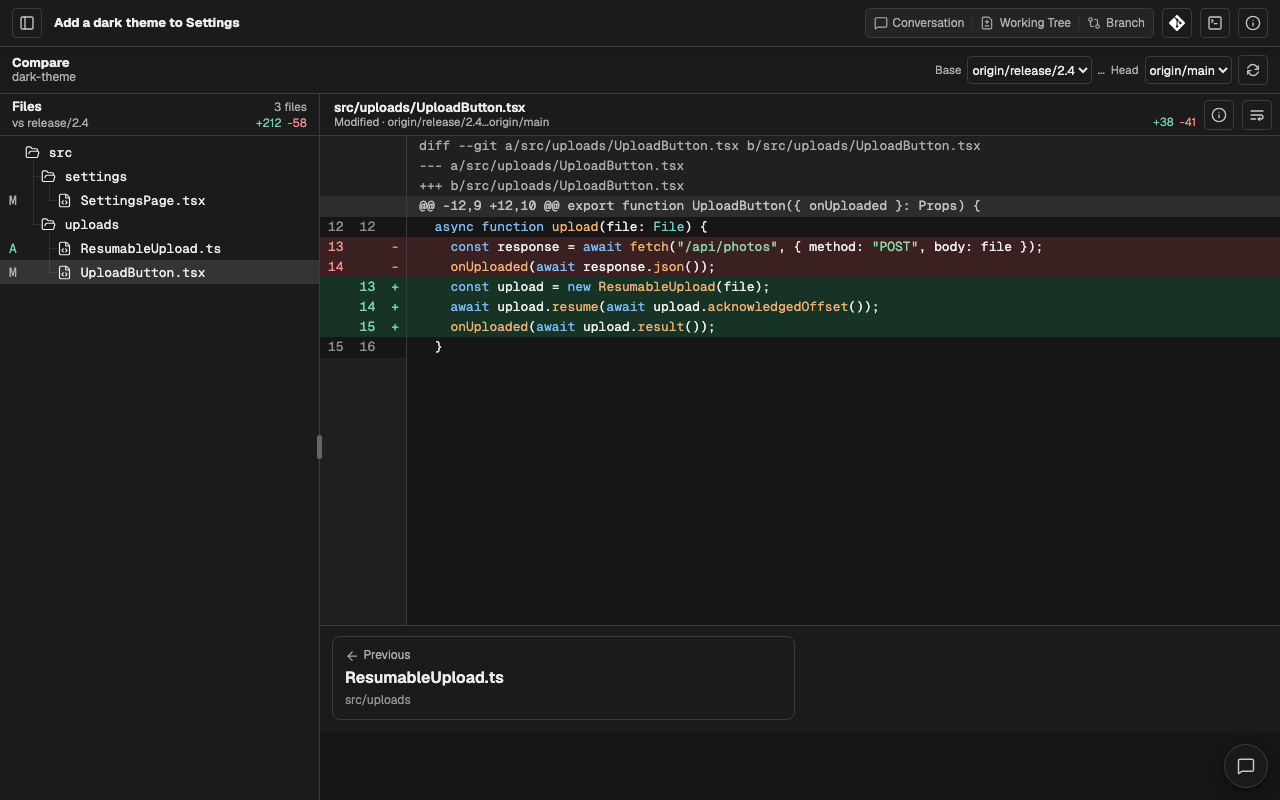 Add a dark theme to Settings
Conversation
Working Tree
Branch
Compare
dark-theme
Base origin/release/2.4 … Head origin/main
Files
3 files
vs release/2.4
+212 -58
src
settings
M SettingsPage.tsx
uploads
A ResumableUpload.ts
M UploadButton.tsx
src/uploads/UploadButton.tsx
Modified · origin/release/2.4…origin/main
+38 -41
diff --git a/src/uploads/UploadButton.tsx b/src/uploads/UploadButton.tsx
--- a/src/uploads/UploadButton.tsx
+++ b/src/uploads/UploadButton.tsx
@@ -12,9 +12,10 @@ export function UploadButton({ onUploaded }: Props) {
12 12 async function upload(file: File) {
13 - const response = await fetch("/api/photos", { method: "POST", body: file });
14 - onUploaded(await response.json());
13 + const upload = new ResumableUpload(file);
14 + await upload.resume(await upload.acknowledgedOffset());
15 + onUploaded(await upload.result());
15 16 }
← Previous
ResumableUpload.ts
src/uploads